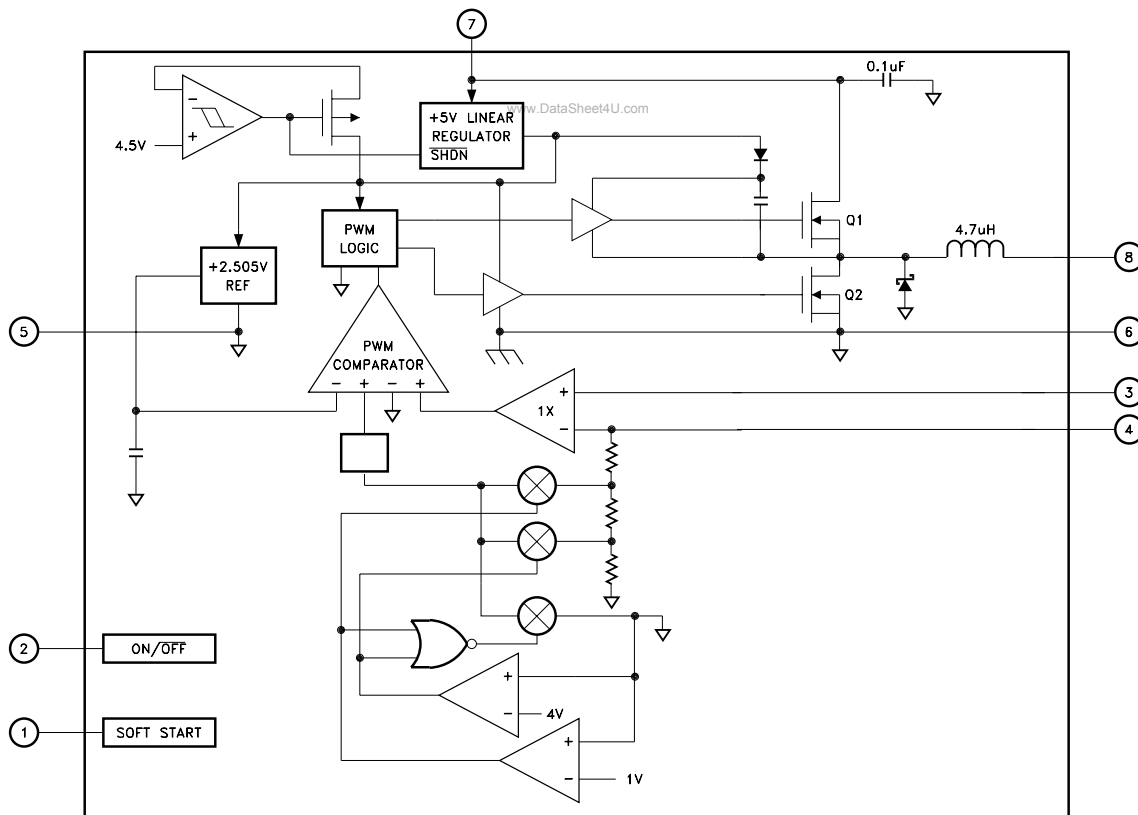 7
0.1uF
www.DataSheet4U.com
+5V LINEAR
REGULATOR
SHDN
−
+
4.5V
PWM
LOGIC
Q1
4.7uH
8
+2.505V
REF
Q2
5
6
PWM
COMPARATOR
− + − +
+
1X
−
3
4
2
ON/OFF
+
−
4V
1
SOFT START
+
−
1V